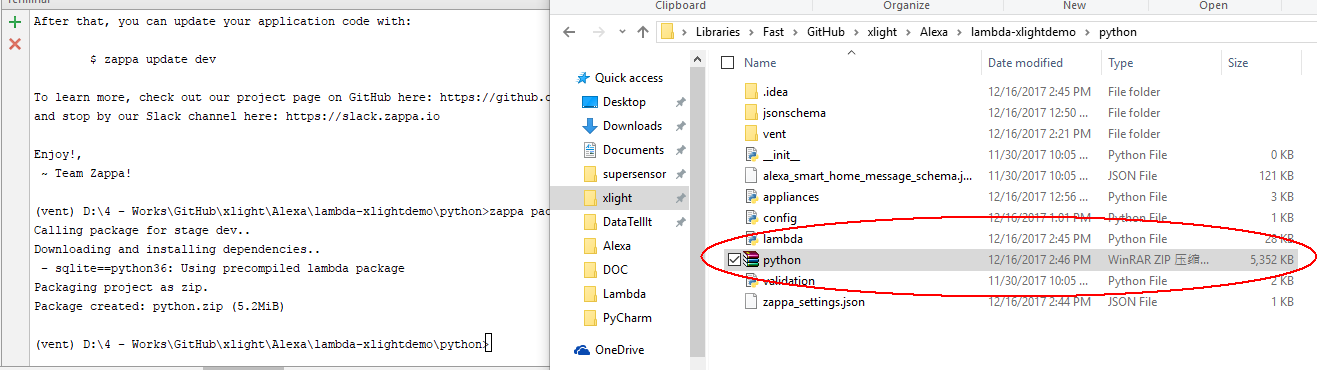 Terminal
After that, you can update your application code with:
$ zappa update dev
To learn more, check out our project page on GitHub here: https://github.c
and stop by our Slack channel here: https://slack.zappa.io
Enjoy!,
~ Team Zappa!
(vent) D:\4 - Works\GitHub\xlight\Alexa\lambda-xlightdemo\python>zappa pac
Calling package for stage dev..
Downloading and installing dependencies..
- sqlite==python36: Using precompiled lambda package
Packaging project as zip.
Package created: python.zip (5.2MiB)
(vent) D:\4 - Works\GitHub\xlight\Alexa\lambda-xlightdemo\python>
Clipboard Organize New Open
Libraries > Fast > GitHub > xlight > Alexa > lambda-xlightdemo > python
Quick access
Desktop
Downloads
Documents
supersensor
xlight
DataTellIt
Alexa
DOC
Lambda
PyCharm
OneDrive
Name Date modified Type Size
.idea 12/16/2017 2:45 PM File folder
jsonschema 12/16/2017 12:50 ... File folder
vent 12/16/2017 2:21 PM File folder
__init__ 11/30/2017 10:05 ... Python File 0 KB
alexa_smart_home_message_schema.j... 11/30/2017 10:05 ... JSON File 121 KB
appliances 12/16/2017 12:56 ... Python File 3 KB
config 12/16/2017 1:01 PM Python File 1 KB
lambda 12/16/2017 2:45 PM Python File 28 KB
python 12/16/2017 2:46 PM WinRAR ZIP 压缩... 5,352 KB
validation 11/30/2017 10:05 ... Python File 2 KB
zappa_settings.json 12/16/2017 2:44 PM JSON File 1 KB